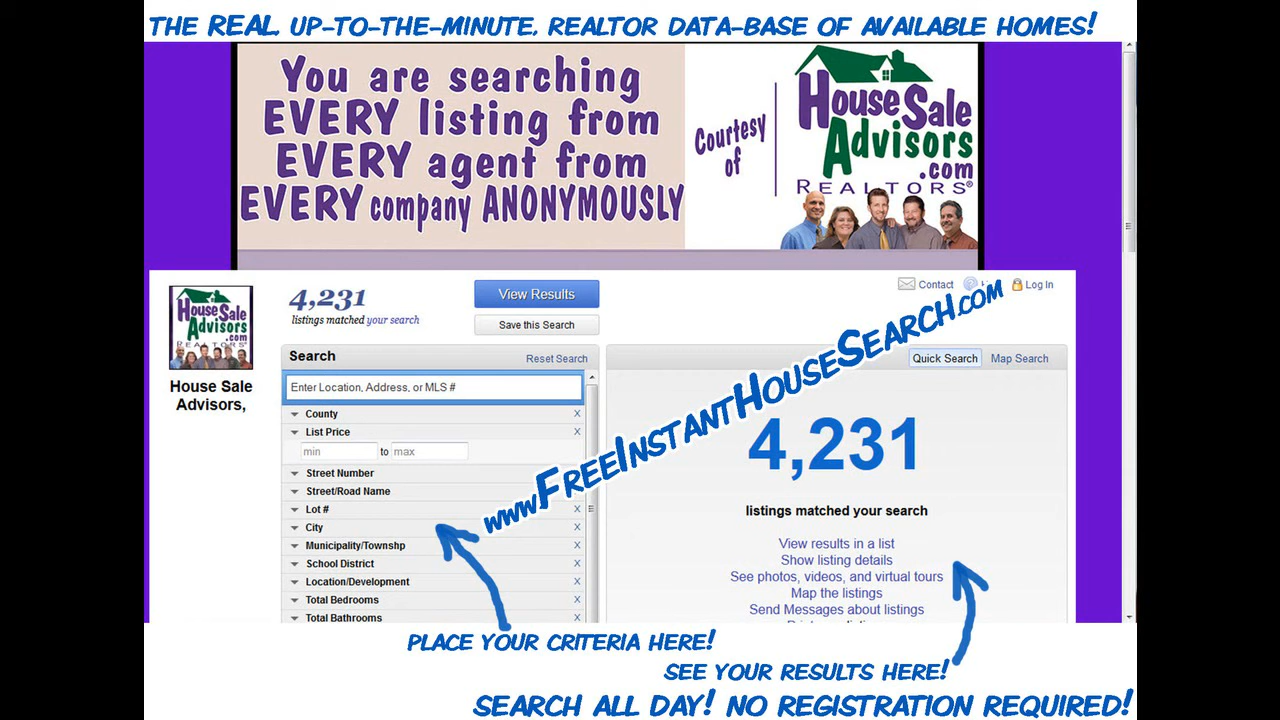 THE REAL, UP-TO-THE-MINUTE, REALTOR DATA-BASE OF AVAILABLE HOMES!
You are searching
EVERY listing from
EVERY agent from
EVERY company ANONYMOUSLY
Courtesy
of
HouseSale
Advisors
.com
REALTORS®
HouseSale
Advisors
.com
REALTORS
House Sale
Advisors,
4,231
listings matched your search
View Results
Save this Search
Contact
Log In
Search
Reset Search
Quick Search
Map Search
Enter Location, Address, or MLS #
County X
List Price X
min to max
Street Number
Street/Road Name
Lot # X
City X
Municipality/Townshp X
School District X
Location/Development X
Total Bedrooms X
Total Bathrooms X
www.FreeInstantHouseSearch.com
4,231
listings matched your search
View results in a list
Show listing details
See photos, videos, and virtual tours
Map the listings
Send Messages about listings
PLACE YOUR CRITERIA HERE!
SEE YOUR RESULTS HERE!
SEARCH ALL DAY! NO REGISTRATION REQUIRED!